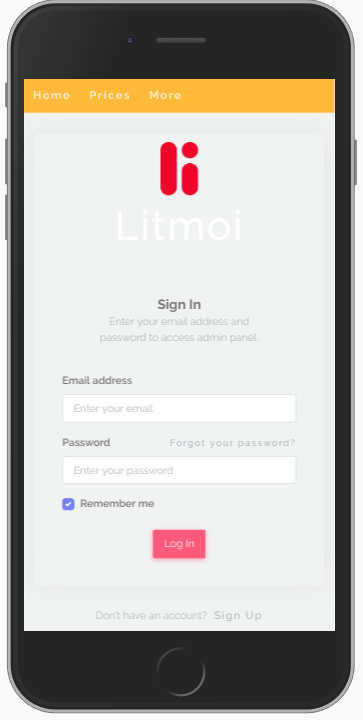 Home Prices More
Litmoi
Sign In
Enter your email address and
password to access admin panel.
Email address
Enter your email
Password Forgot your password?
Enter your password
Remember me
Log In
Don't have an account? Sign Up